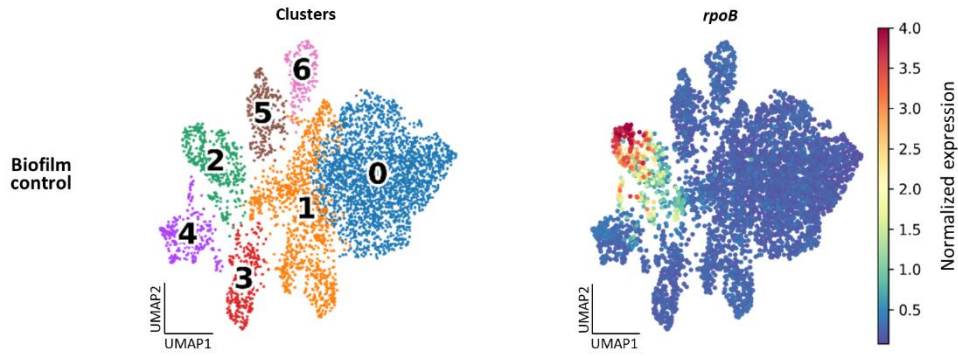 Clusters
rpoB
Biofilm
control
6
5
2
0
1
4
3
UMAP2
UMAP1
UMAP2
UMAP1
4.0
3.5
3.0
2.5
2.0
1.5
1.0
0.5
Normalized expression